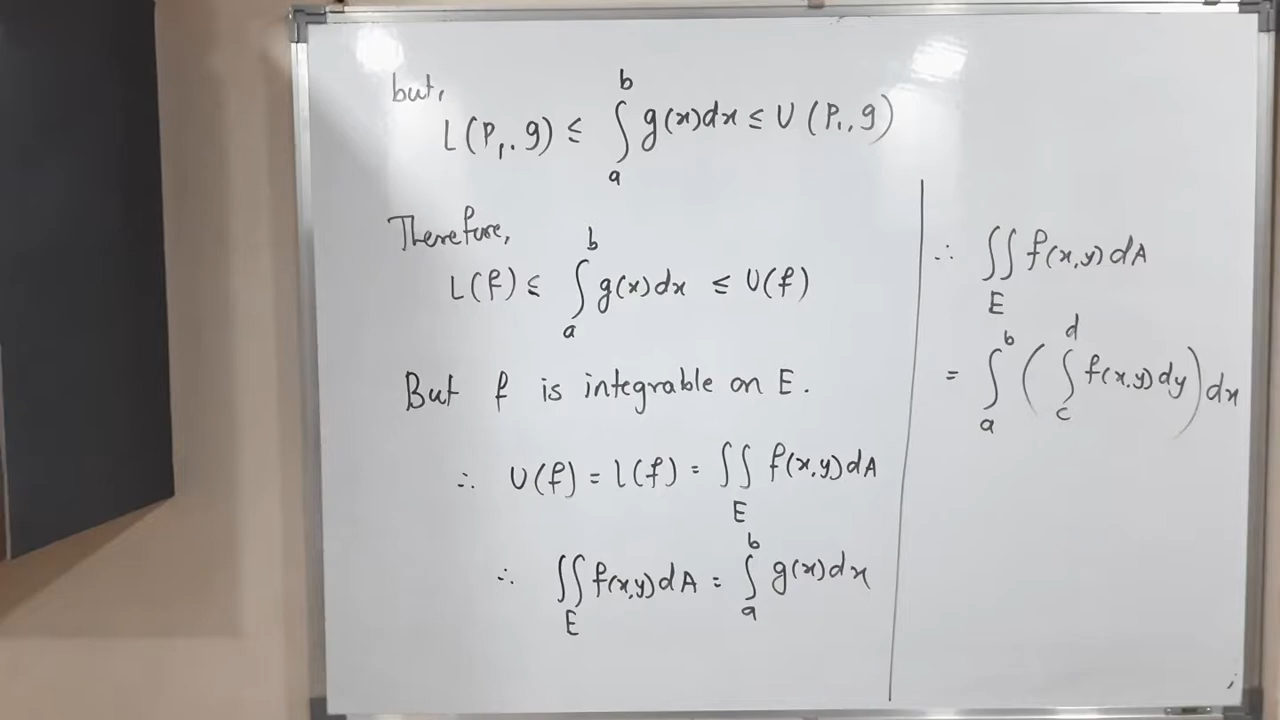 but,
L(P₁, g) ≤ ∫ₐᵇ g(x)dx ≤ U(P₁, g)
Therefore,
L(f) ≤ ∫ₐᵇ g(x)dx ≤ U(f)
But f is integrable on E.
∴ U(f) = L(f) = ∬_E f(x,y)dA
∴ ∬_E f(x,y)dA = ∫ₐᵇ g(x)dx
∴ ∬_E f(x,y)dA
= ∫ₐᵇ ( ∫_c^d f(x,y)dy ) dx